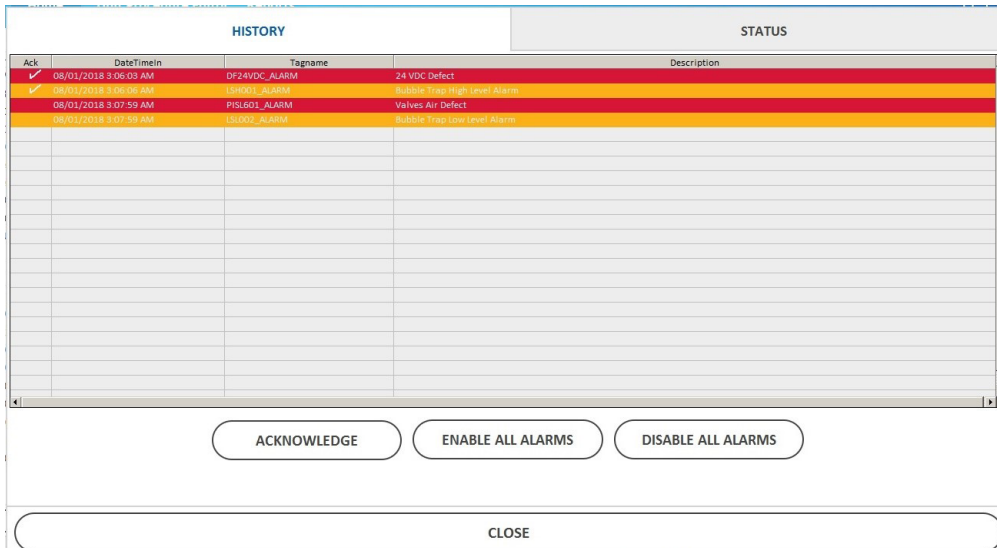 HISTORY STATUS
Ack DateTimeIn Tagname Description
08/01/2018 3:06:03 AM DF24VDC_ALARM 24 VDC Defect
08/01/2018 3:06:06 AM LSH001_ALARM Bubble Trap High Level Alarm
08/01/2018 3:07:59 AM PISL601_ALARM Valves Air Defect
08/01/2018 3:07:59 AM LSL002_ALARM Bubble Trap Low Level Alarm
ACKNOWLEDGE ENABLE ALL ALARMS DISABLE ALL ALARMS
CLOSE